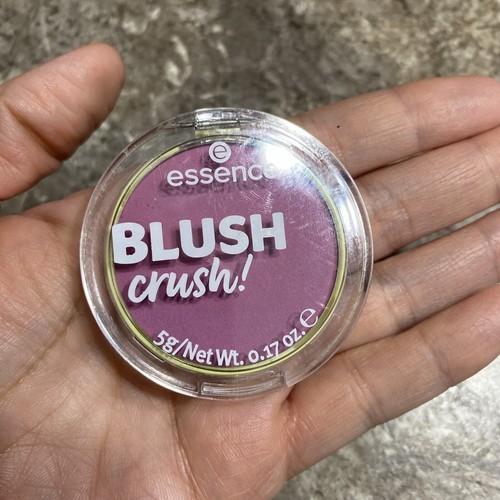 essence
BLUSH
crush!
5g/Net Wt. 0.17 oz. ℮